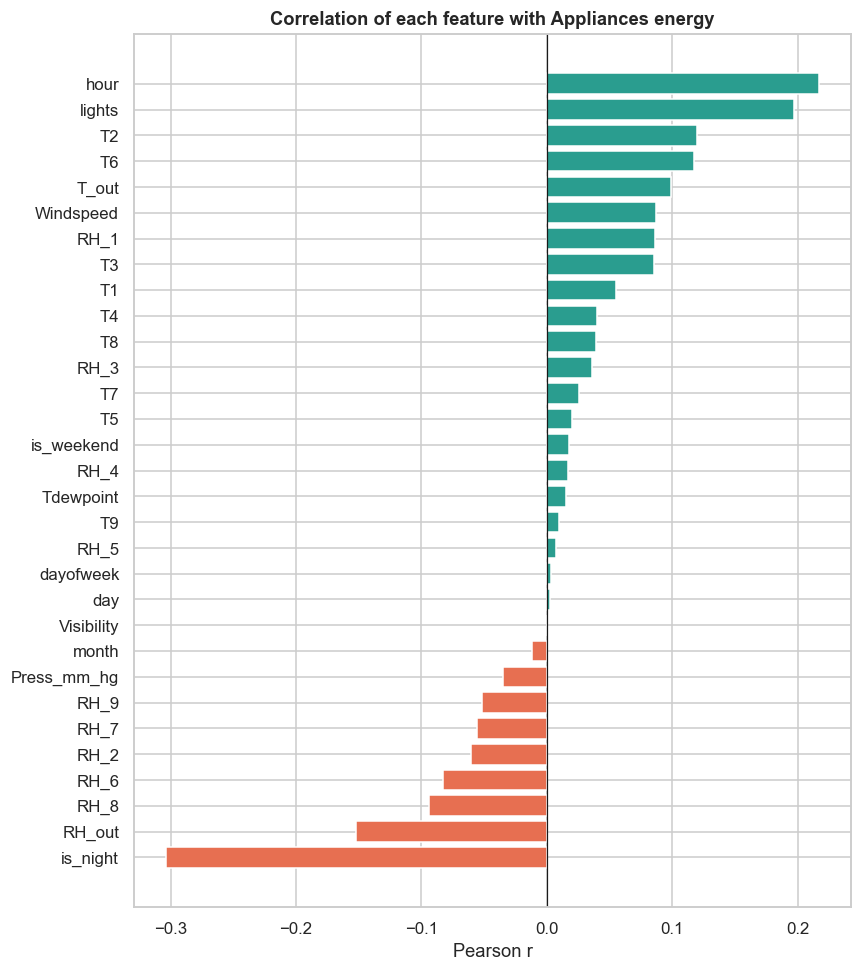 Correlation of each feature with Appliances energy
hour
lights
T2
T6
T_out
Windspeed
RH_1
T3
T1
T4
T8
RH_3
T7
T5
is_weekend
RH_4
Tdewpoint
T9
RH_5
dayofweek
day
Visibility
month
Press_mm_hg
RH_9
RH_7
RH_2
RH_6
RH_8
RH_out
is_night
−0.3 −0.2 −0.1 0.0 0.1 0.2
Pearson r